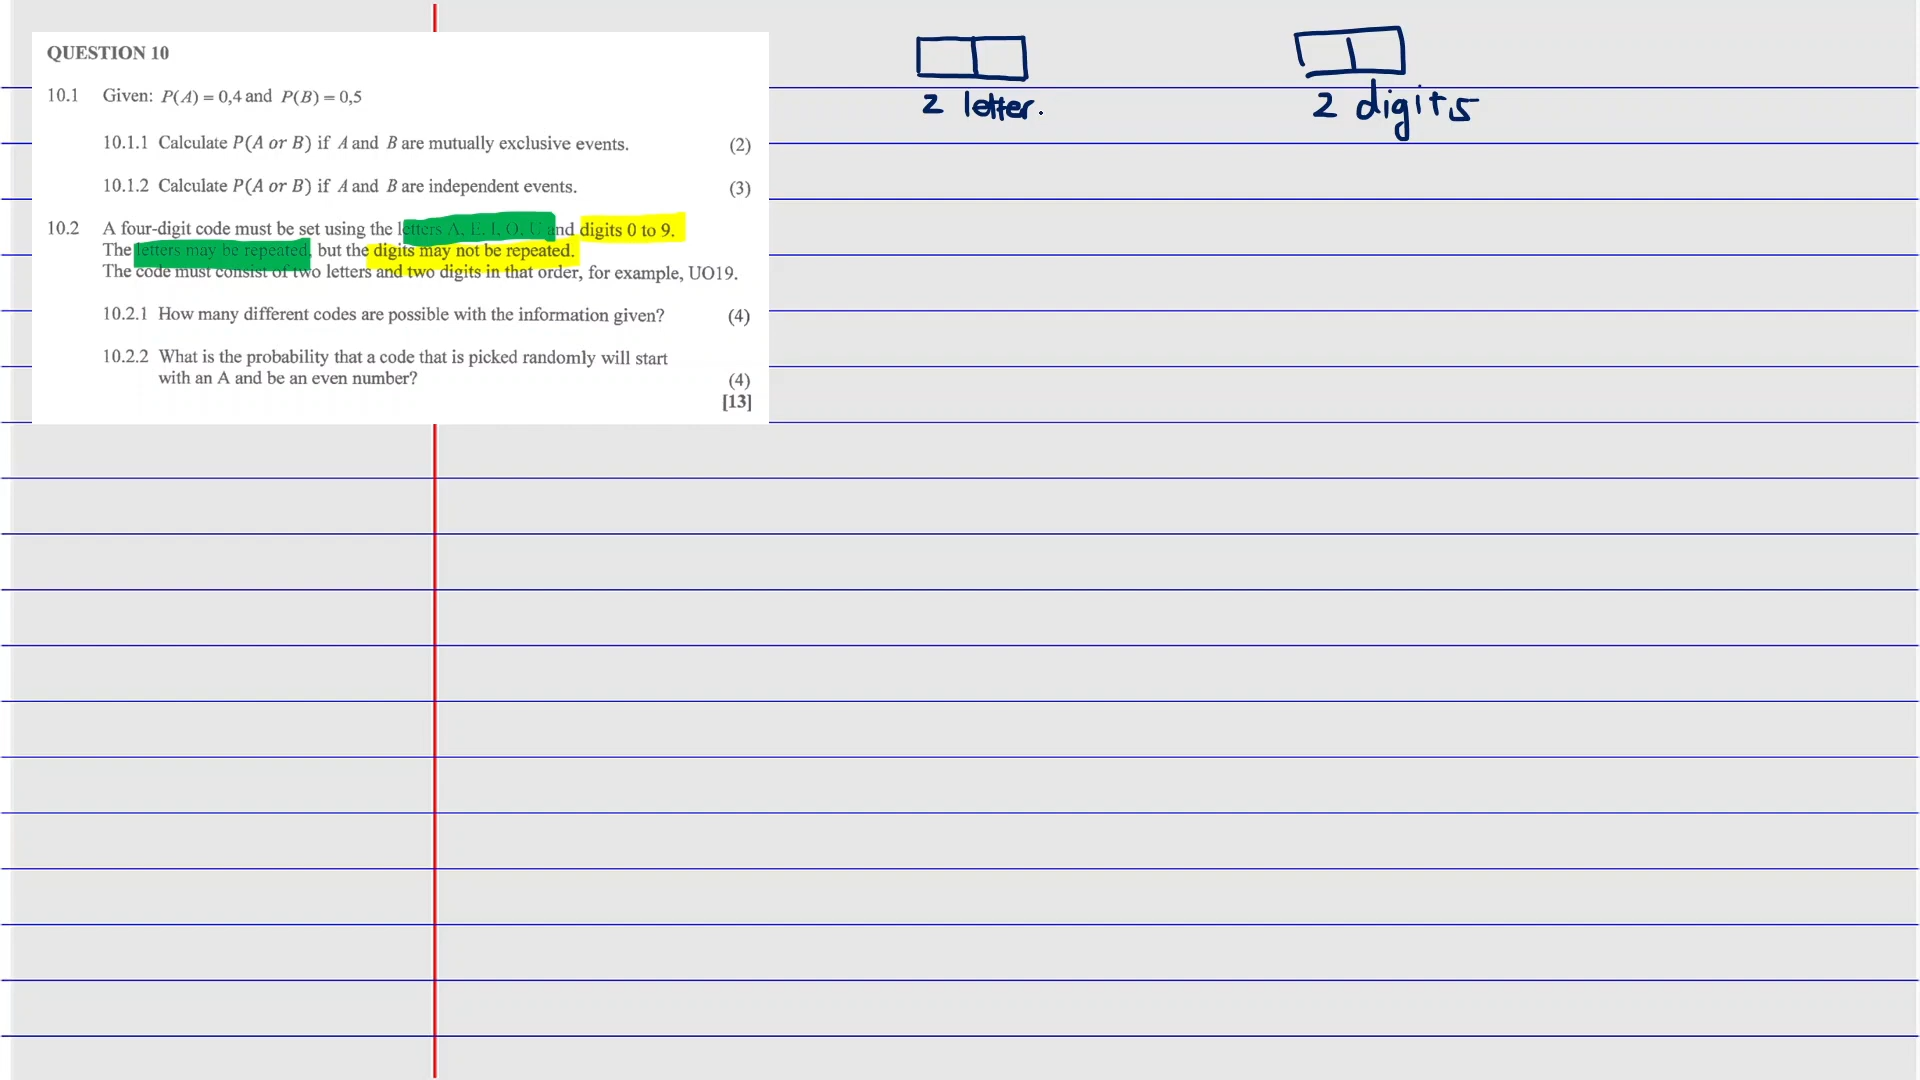 QUESTION 10
10.1 Given: P(A) = 0,4 and P(B) = 0,5
10.1.1 Calculate P(A or B) if A and B are mutually exclusive events. (2)
10.1.2 Calculate P(A or B) if A and B are independent events. (3)
10.2 A four-digit code must be set using the letters A, E, I, O, U and digits 0 to 9.
The letters may be repeated, but the digits may not be repeated.
The code must consist of two letters and two digits in that order, for example, UO19.
10.2.1 How many different codes are possible with the information given? (4)
10.2.2 What is the probability that a code that is picked randomly will start
with an A and be an even number? (4)
[13]
2 letter.
2 digits